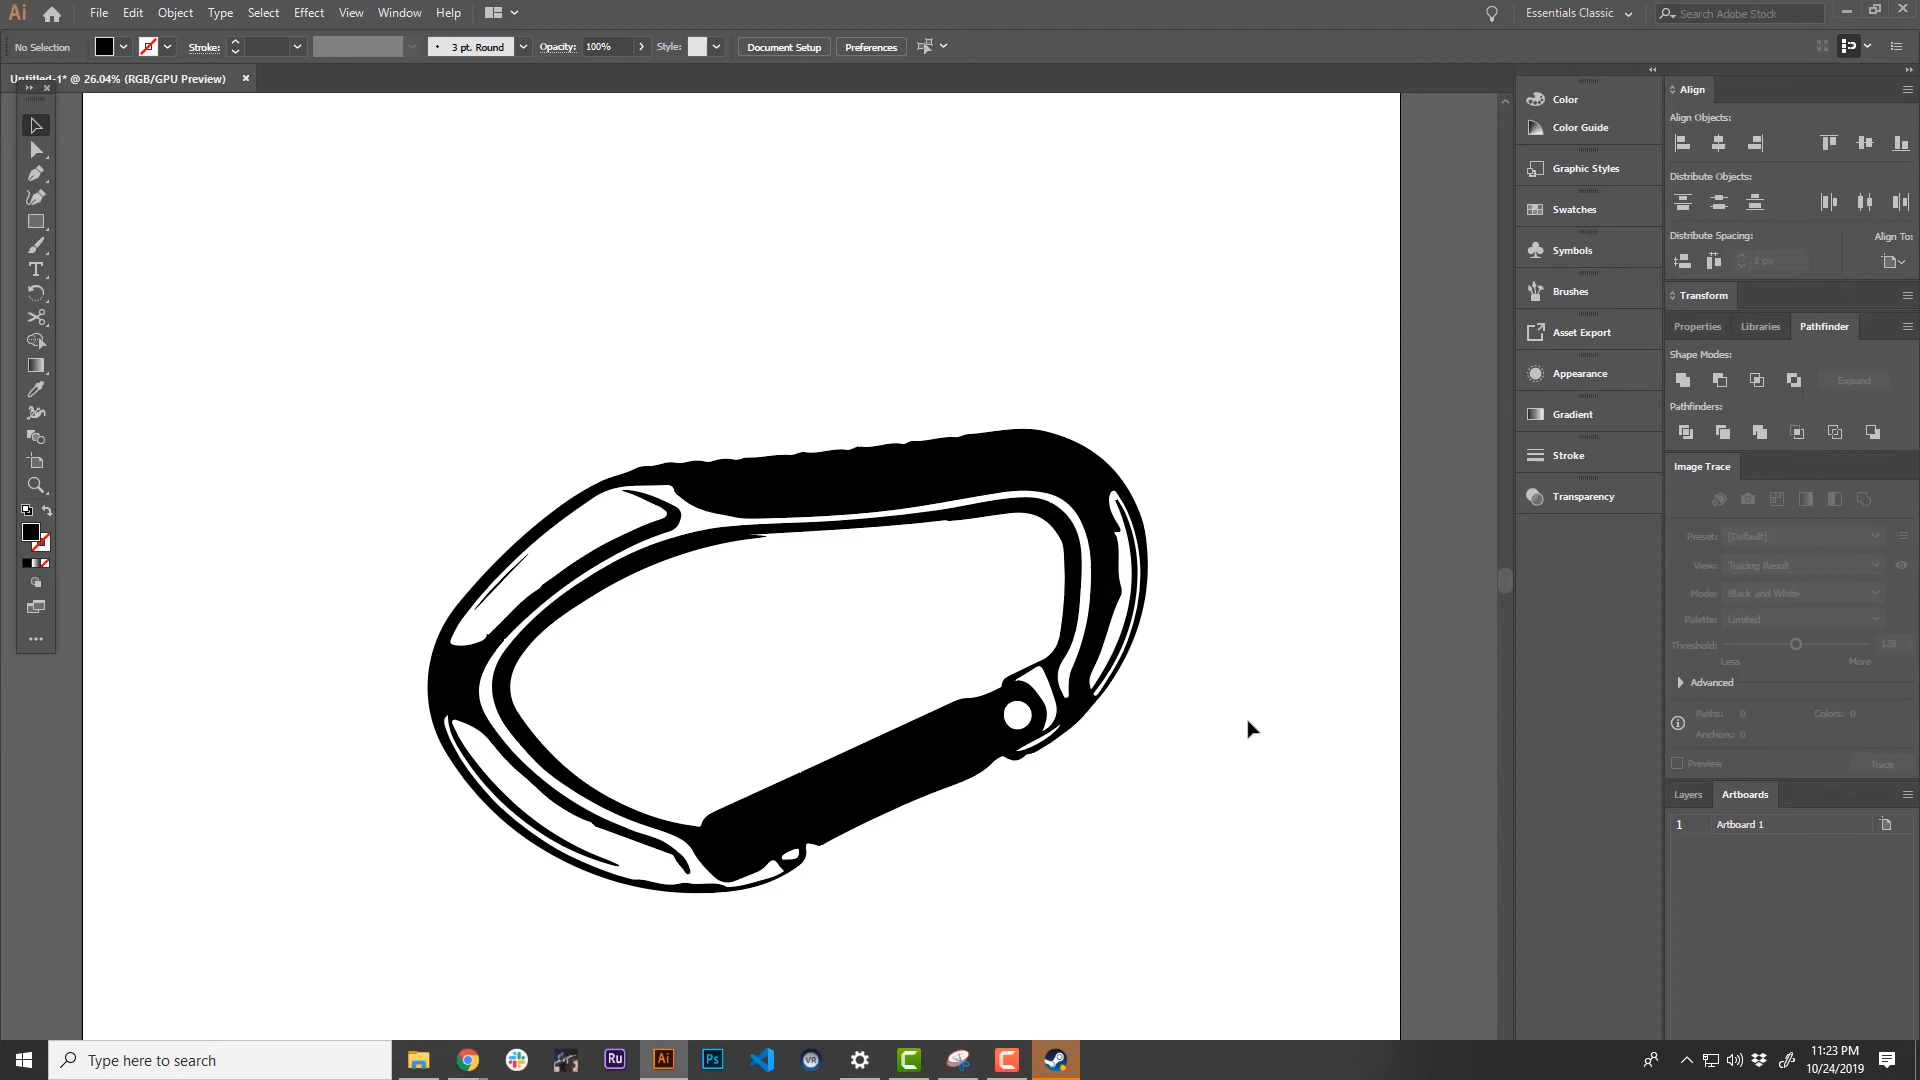 Ai File Edit Object Type Select Effect View Window Help Essentials Classic Search Adobe Stock
No Selection Stroke: 3 pt. Round Opacity: 100% Style: Document Setup Preferences
Untitled-1* @ 26.04% (RGB/GPU Preview)
Color
Color Guide
Graphic Styles
Swatches
Symbols
Brushes
Asset Export
Appearance
Gradient
Stroke
Transparency
Align
Align Objects:
Distribute Objects:
Distribute Spacing: Align To:
0 px
Transform
Properties Libraries Pathfinder
Shape Modes:
Expand
Pathfinders:
Image Trace
Preset: [Default]
View: Tracing Result
Mode: Black and White
Palette: Limited
Threshold: 128
Less More
Advanced
Paths: 0 Colors: 0
Anchors: 0
Preview Trace
Layers Artboards
1 Artboard 1
Type here to search Ru Ai Ps VR 11:23 PM
10/24/2019